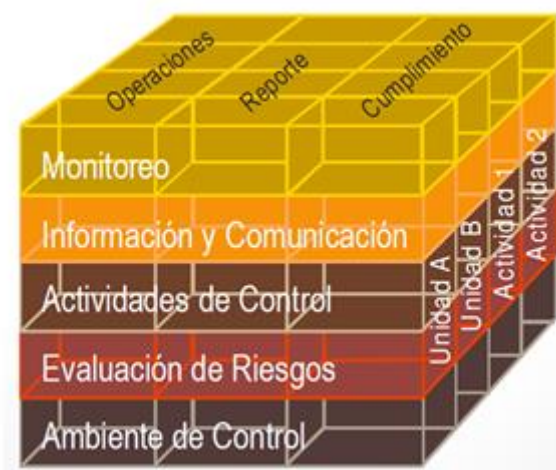 Operaciones
Reporte
Cumplimiento
Monitoreo
Información y Comunicación
Actividades de Control
Evaluación de Riesgos
Ambiente de Control
Unidad A
Unidad B
Actividad 1
Actividad 2